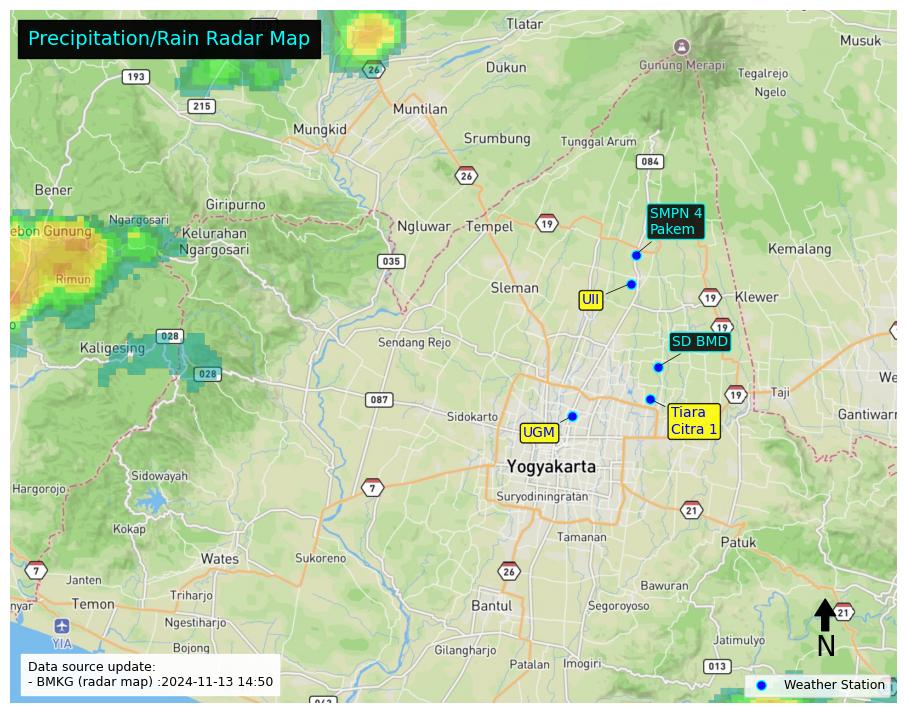 Precipitation/Rain Radar Map
Tlatar
Musuk
26
Dukun
Gunung Merapi
Tegalrejo
193
Ngelo
215
Muntilan
Mungkid
Srumbung
Tunggal Arum
084
26
Bener
Giripurno
SMPN 4
Pakem
Ngargosari
Ngluwar
Tempel
19
Kelurahan
Ngargosari
Kemalang
035
Rimun
Sleman
UII
19
Klewer
19
028
Kaligesing
Sendang Rejo
SD BMD
028
087
19
Taji
Sidokarto
Tiara
Citra 1
UGM
Yogyakarta
Sidowayah
7
Suryodiningratan
Hargorojo
21
Kokap
Tamanan
Patuk
Wates
Sukoreno
7
Janten
26
Bawuran
Triharjo
Temon
Bantul
Segoroyoso
21
Ngestiharjo
YIA
N
Bojong
Gilangharjo
Jatimulyo
Patalan
Imogiri
013
Data source update:
- BMKG (radar map) :2024-11-13 14:50
Weather Station